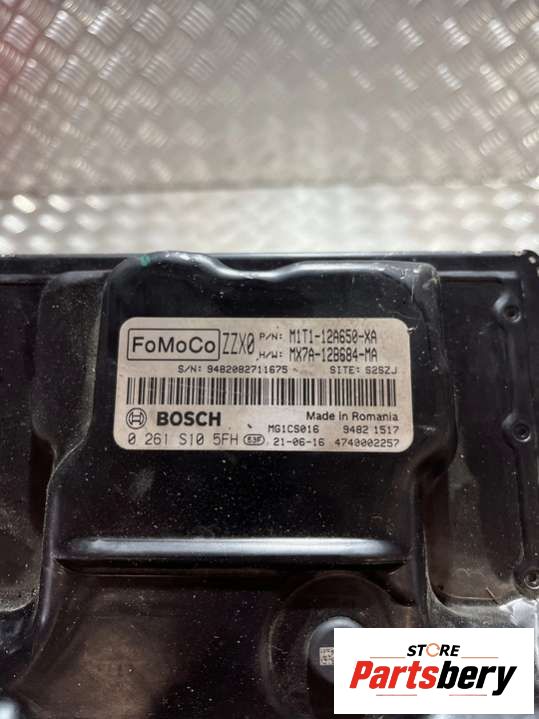 FoMoCo ZZX0 P/N: M1T1-12A650-XA
H/W: MX7A-12B684-MA
S/N: 9482082711675 SITE: S2SZJ
BOSCH Made in Romania
MG1CS016 9482 1517
0 261 S10 5FH 63F 21-06-16 4740002257
STORE
Partsbery